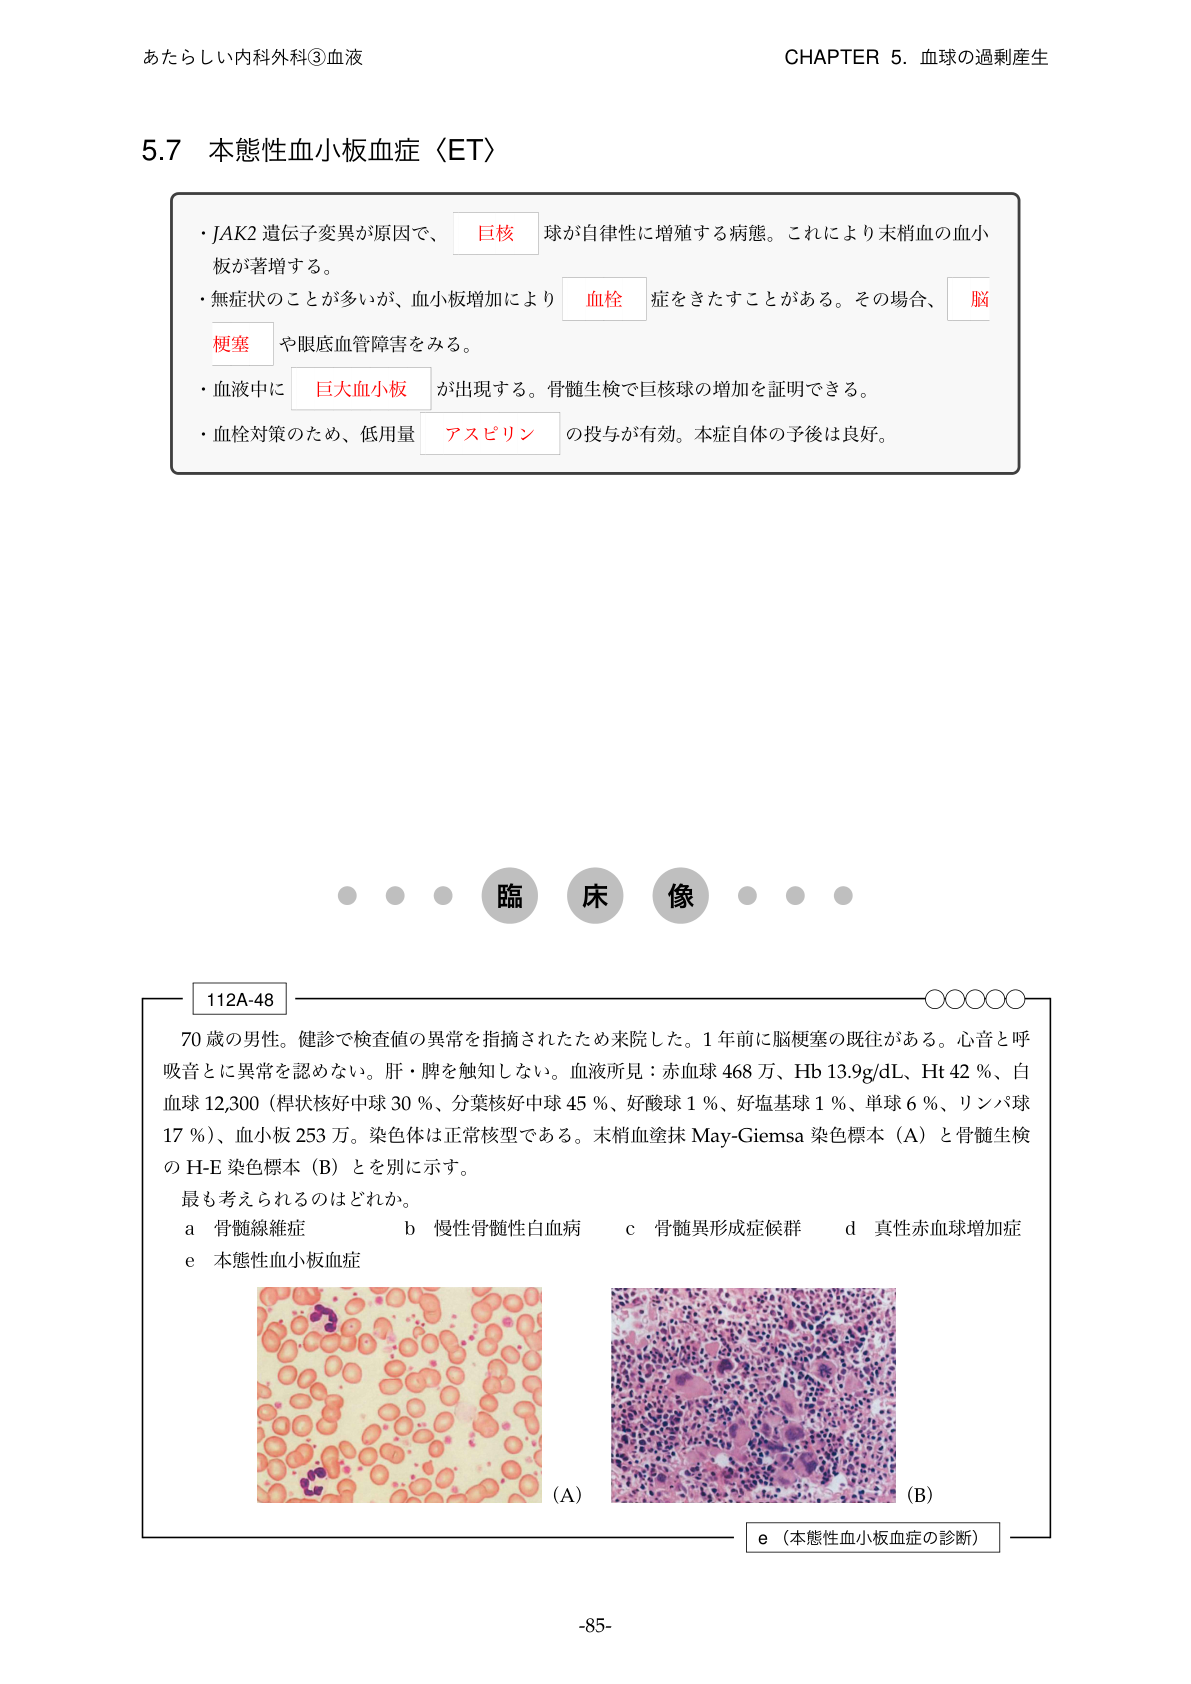 あたらしい内科外科③血液
CHAPTER 5. 血球の過剰産生
5.7 本態性血小板血症〈ET〉
・JAK2 遺伝子変異が原因で、 巨核 球が自律性に増殖する病態。これにより末梢血の血小
板が著増する。
・無症状のことが多いが、血小板増加により 血栓 症をきたすことがある。その場合、 脳
梗塞 や眼底血管障害をみる。
・血液中に 巨大血小板 が出現する。骨髄生検で巨核球の増加を証明できる。
・血栓対策のため、低用量 アスピリン の投与が有効。本症自体の予後は良好。
臨 床 像
112A-48
70 歳の男性。健診で検査値の異常を指摘されたため来院した。1 年前に脳梗塞の既往がある。心音と呼
吸音とに異常を認めない。肝・脾を触知しない。血液所見：赤血球 468 万、Hb 13.9g/dL、Ht 42 %、白
血球 12,300（桿状核好中球 30 %、分葉核好中球 45 %、好酸球 1 %、好塩基球 1 %、単球 6 %、リンパ球
17 %）、血小板 253 万。染色体は正常核型である。末梢血塗抹 May-Giemsa 染色標本（A）と骨髄生検
の H-E 染色標本（B）とを別に示す。
最も考えられるのはどれか。
a 骨髄線維症 b 慢性骨髄性白血病 c 骨髄異形成症候群 d 真性赤血球増加症
e 本態性血小板血症
（A） （B）
e （本態性血小板血症の診断）
-85-